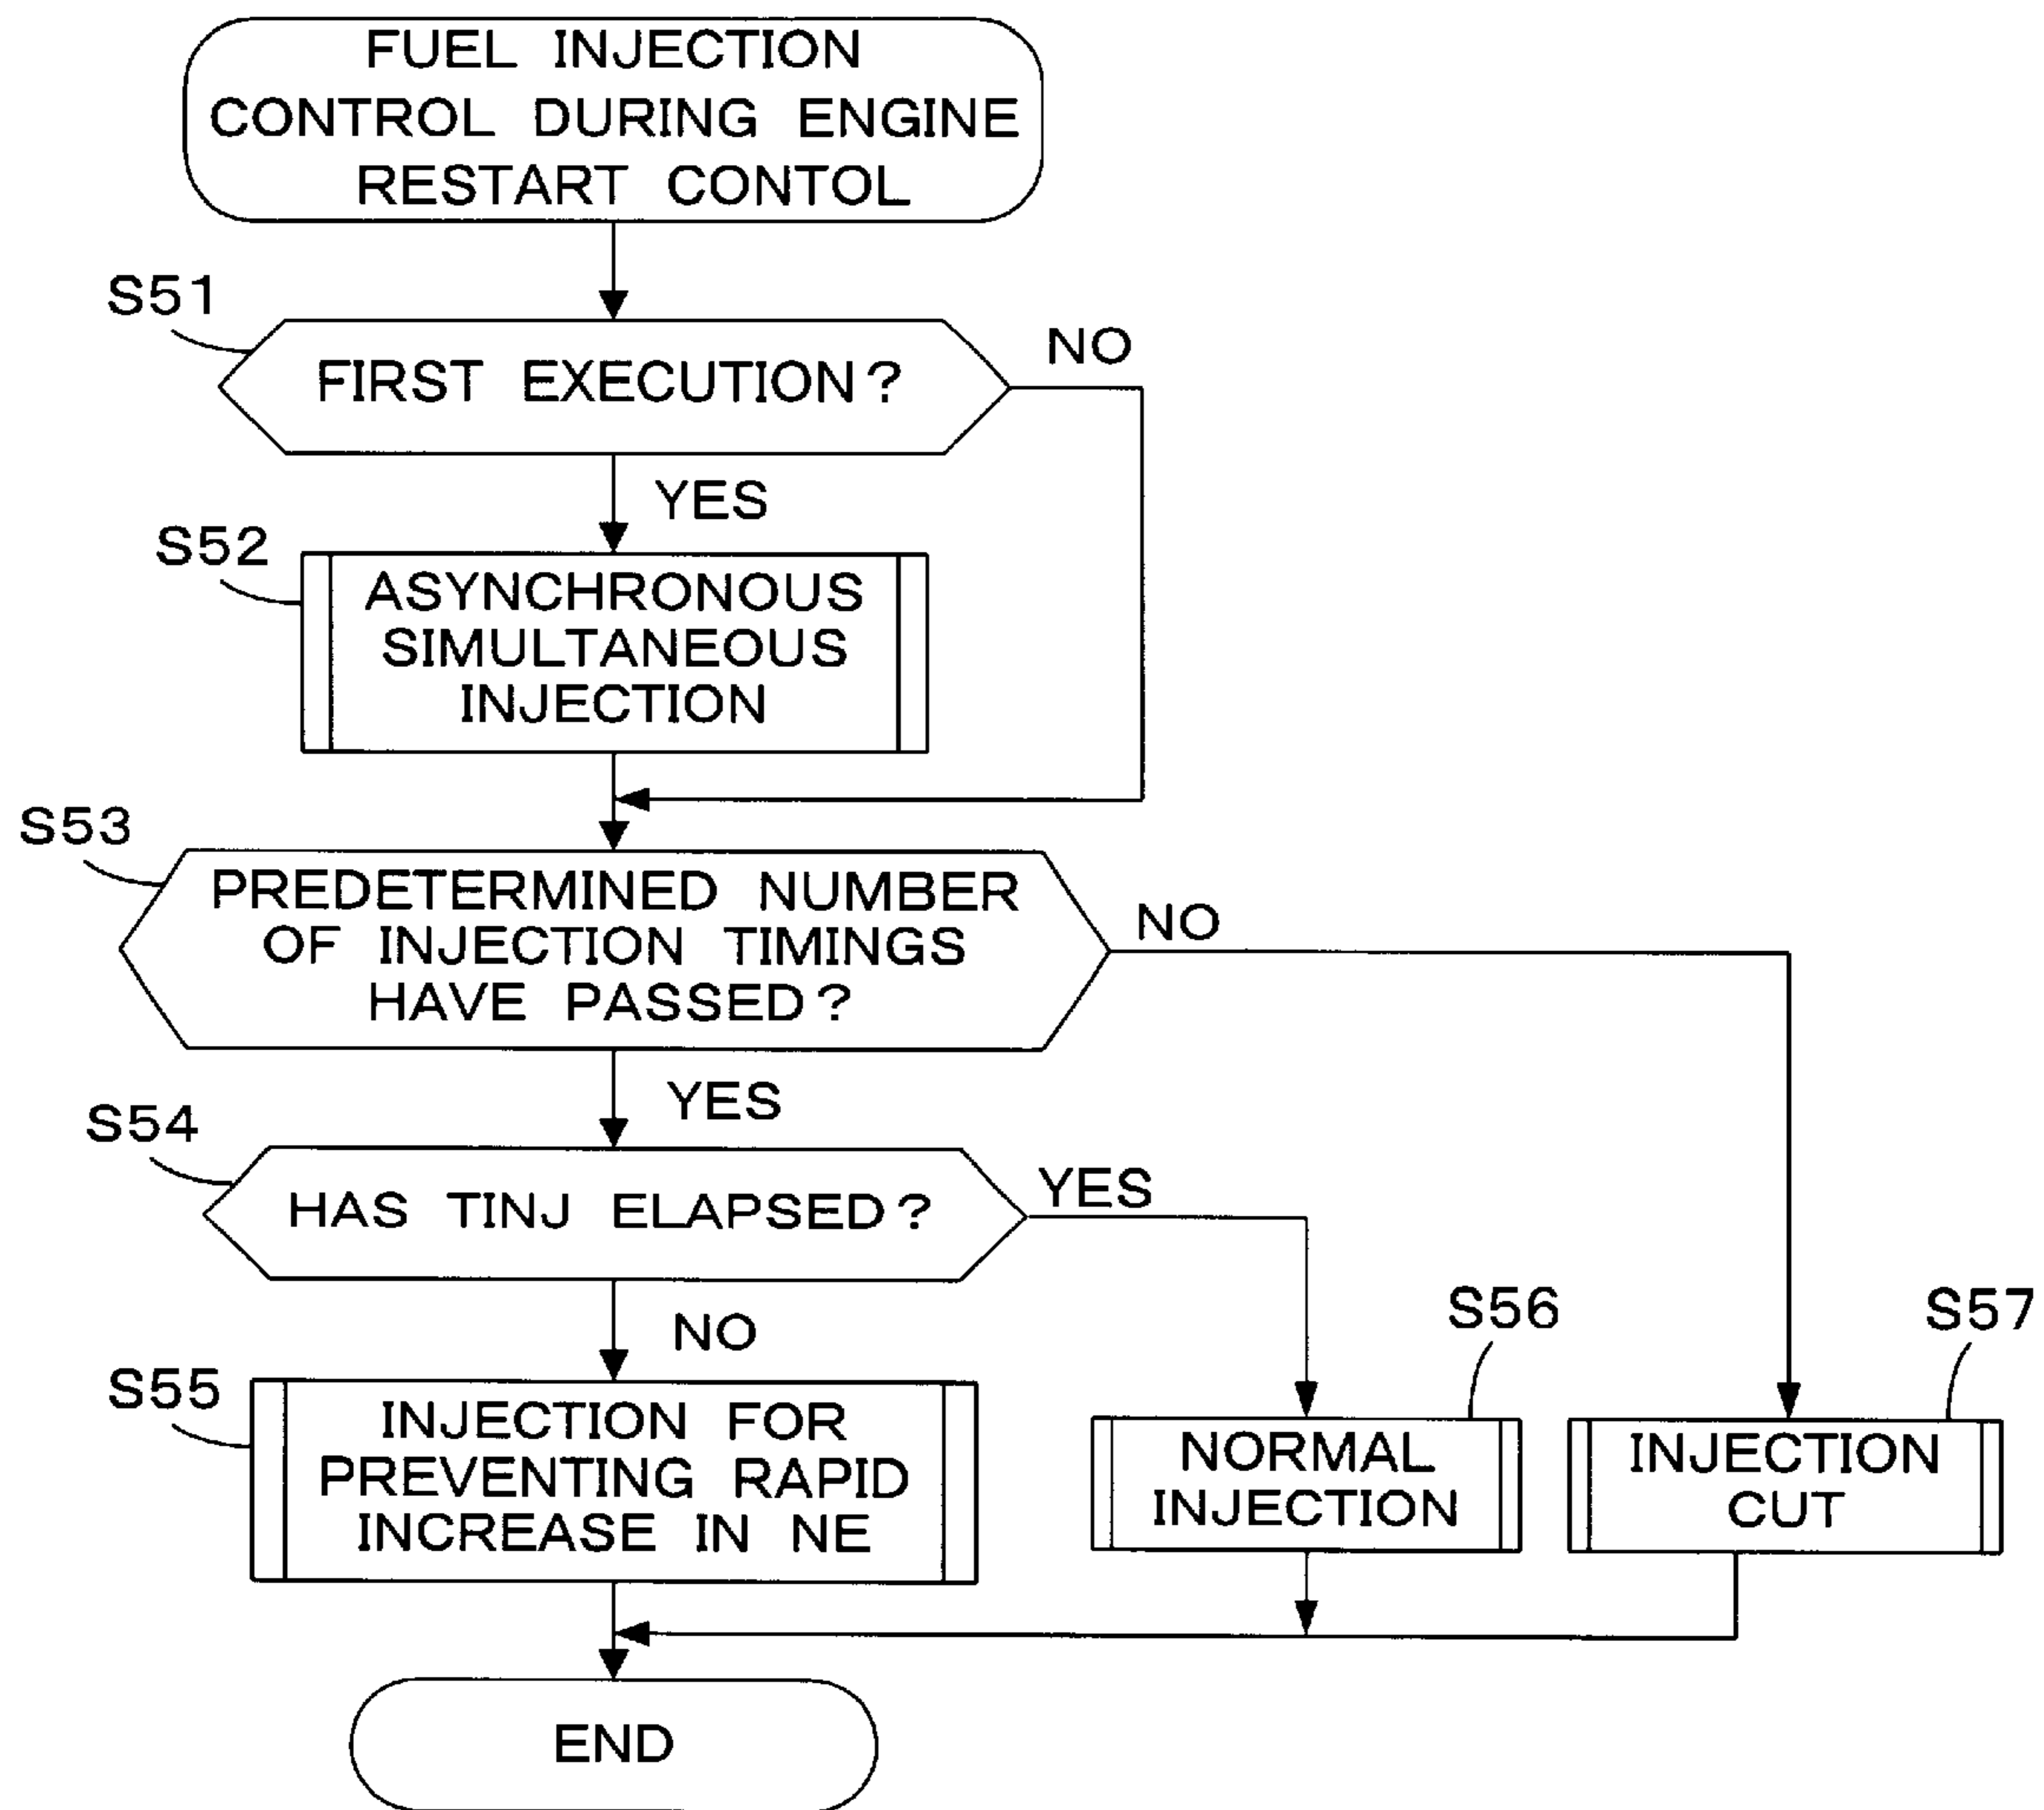 FUEL INJECTION
CONTROL DURING ENGINE
RESTART CONTOL
S51
FIRST EXECUTION?
NO
YES
S52
ASYNCHRONOUS
SIMULTANEOUS
INJECTION
S53
PREDETERMINED NUMBER
OF INJECTION TIMINGS
HAVE PASSED?
NO
YES
S54
HAS TINJ ELAPSED?
YES
NO
S55
INJECTION FOR
PREVENTING RAPID
INCREASE IN NE
S56
NORMAL
INJECTION
S57
INJECTION
CUT
END